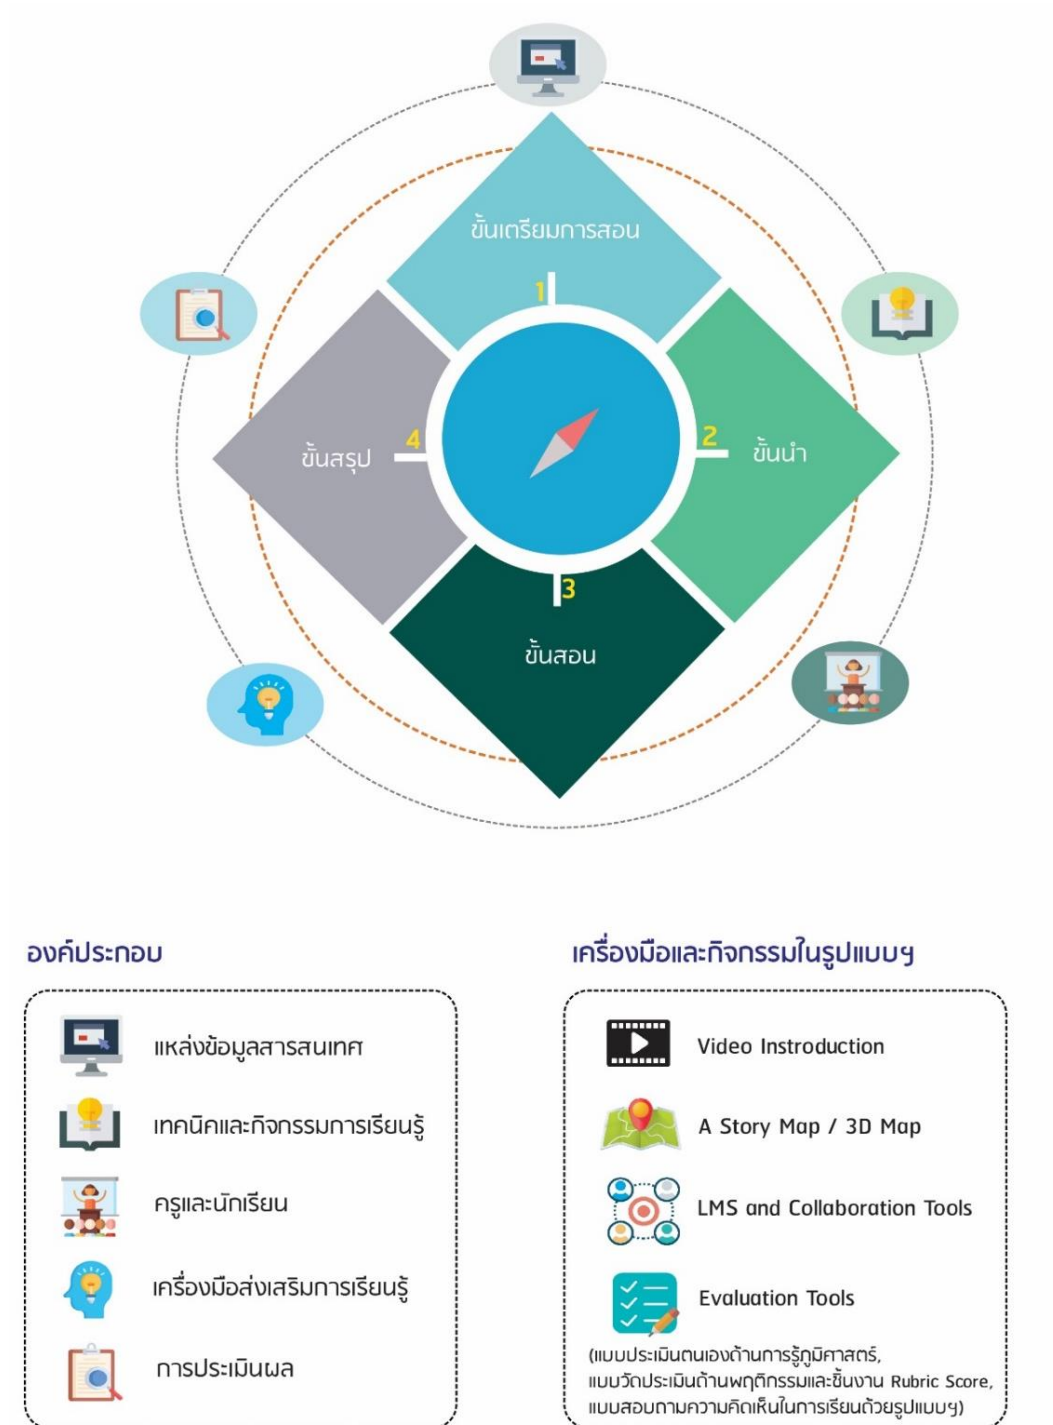 ขั้นเตรียมการสอน
1
2
ขั้นนำ
3
ขั้นสอน
4
ขั้นสรุป
องค์ประกอบ
แหล่งข้อมูลสารสนเทศ
เทคนิคและกิจกรรมการเรียนรู้
ครูและนักเรียน
เครื่องมือส่งเสริมการเรียนรู้
การประเมินผล
เครื่องมือและกิจกรรมในรูปแบบฯ
Video Instroduction
A Story Map / 3D Map
LMS and Collaboration Tools
Evaluation Tools
(แบบประเมินตนเองด้านการรู้ภูมิศาสตร์,
แบบวัดประเมินด้านพฤติกรรมและชิ้นงาน Rubric Score,
แบบสอบถามความคิดเห็นในการเรียนด้วยรูปแบบฯ)